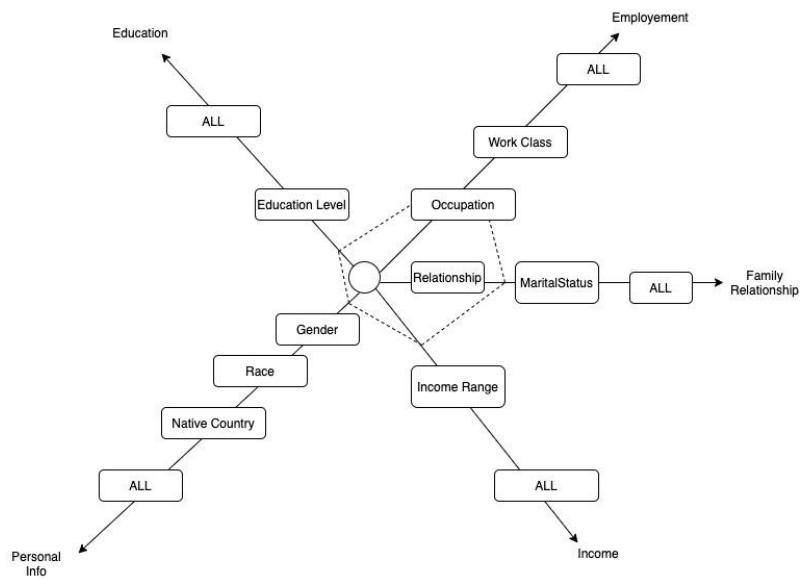 Employement
Education
ALL
ALL
Work Class
Education Level
Occupation
Relationship
MaritalStatus
ALL
Family
Relationship
Gender
Race
Income Range
Native Country
ALL
ALL
Personal
Info
Income